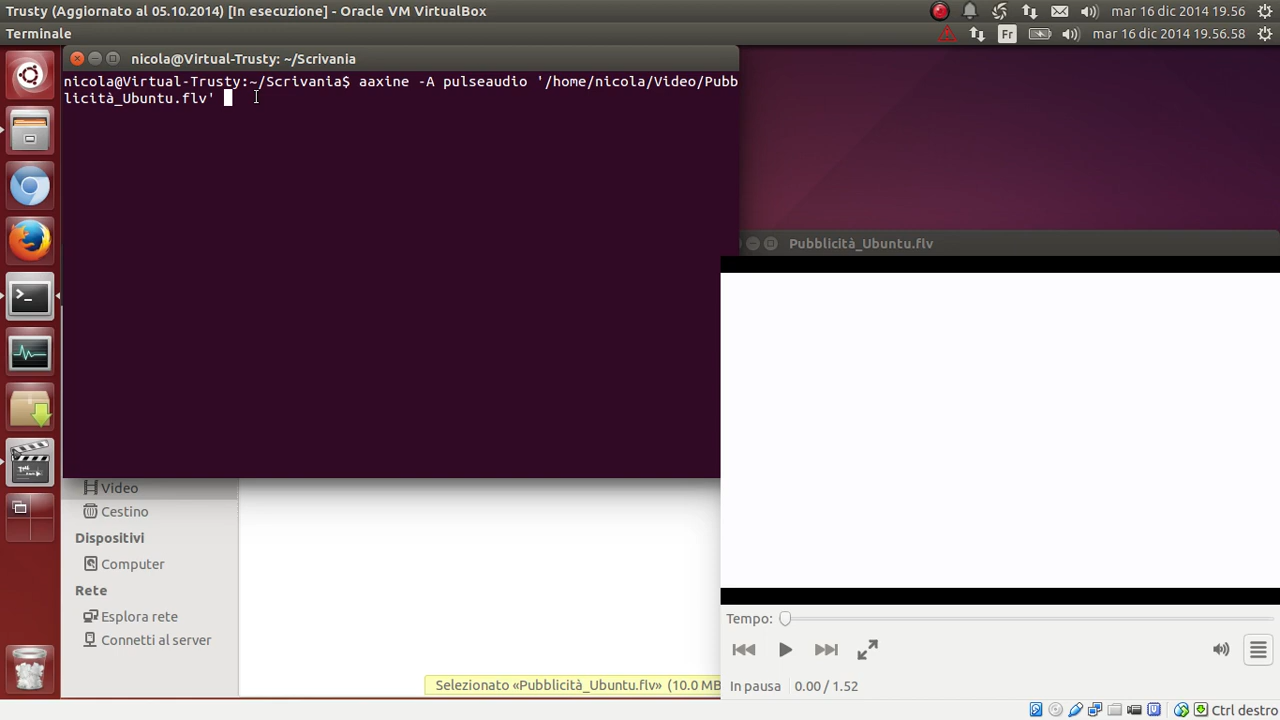 Trusty (Aggiornato al 05.10.2014) [In esecuzione] - Oracle VM VirtualBox
mar 16 dic 2014 19.56
Terminale
Fr
mar 16 dic 2014 19.56.58
nicola@Virtual-Trusty: ~/Scrivania
nicola@Virtual-Trusty:~/Scrivania$ aaxine -A pulseaudio '/home/nicola/Video/Pubb
licità_Ubuntu.flv'
Pubblicità_Ubuntu.flv
Video
Cestino
Dispositivi
Computer
Rete
Esplora rete
Connetti al server
Selezionato «Pubblicità_Ubuntu.flv» (10.0 MB
Tempo:
In pausa
0.00 / 1.52
Ctrl destro